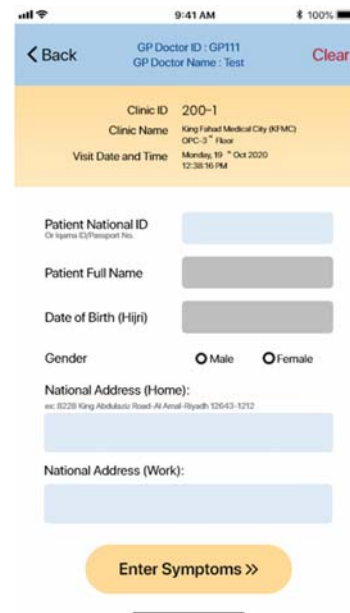 9:41 AM
100%
Back
GP Doctor ID : GP111
GP Doctor Name : Test
Clear
Clinic ID 200-1
Clinic Name King Fahad Medical City (KFMC)
OPC-3" Floor
Visit Date and Time Monday, 19 " Oct 2020
12:38:16 PM
Patient National ID
Or Iqama ID/Passport No.
Patient Full Name
Date of Birth (Hijri)
Gender Male Female
National Address (Home):
ex: 8228 King Abdulaziz Road-Al Amal-Riyadh 12643-1212
National Address (Work):
Enter Symptoms »